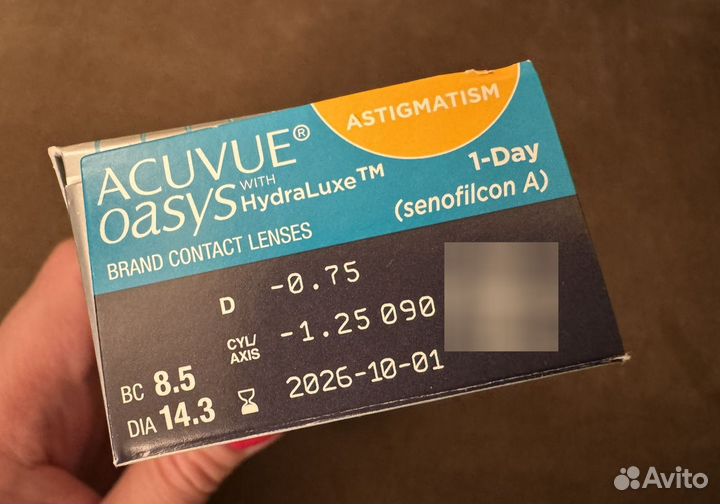 ASTIGMATISM
ACUVUE®
oasys WITH HydraLuxe™
1-Day
(senofilcon A)
BRAND CONTACT LENSES
D -0.75
CYL/AXIS -1.25 090
BC 8.5
2026-10-01
DIA 14.3
Avito